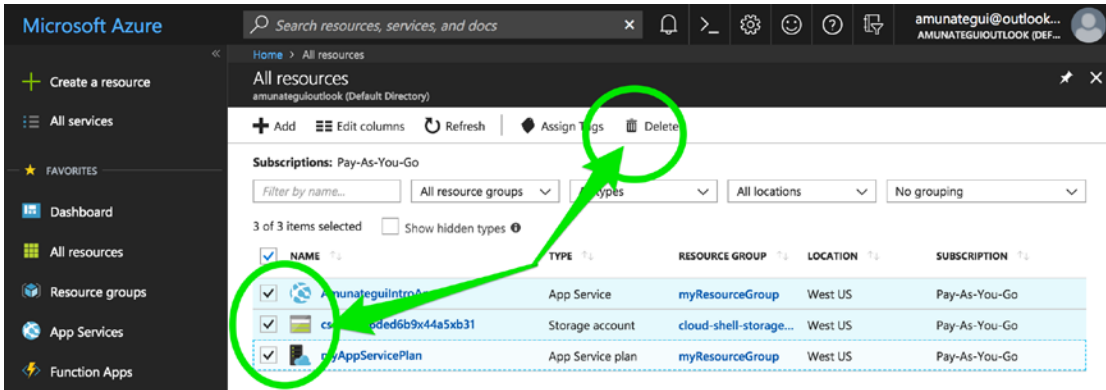 Microsoft Azure
Search resources, services, and docs
amunategui@outlook...
AMUNATEGUIOUTLOOK (DEF...
Home > All resources
All resources
amunateguioutlook (Default Directory)
Create a resource
All services
FAVORITES
Dashboard
All resources
Resource groups
App Services
Function Apps
Add Edit columns Refresh Assign Tags Delete
Subscriptions: Pay-As-You-Go
Filter by name... All resource groups types All locations No grouping
3 of 3 items selected Show hidden types
NAME TYPE RESOURCE GROUP LOCATION SUBSCRIPTION
App Service myResourceGroup West US Pay-As-You-Go
Storage account cloud-shell-storage... West US Pay-As-You-Go
myAppServicePlan App Service plan myResourceGroup West US Pay-As-You-Go